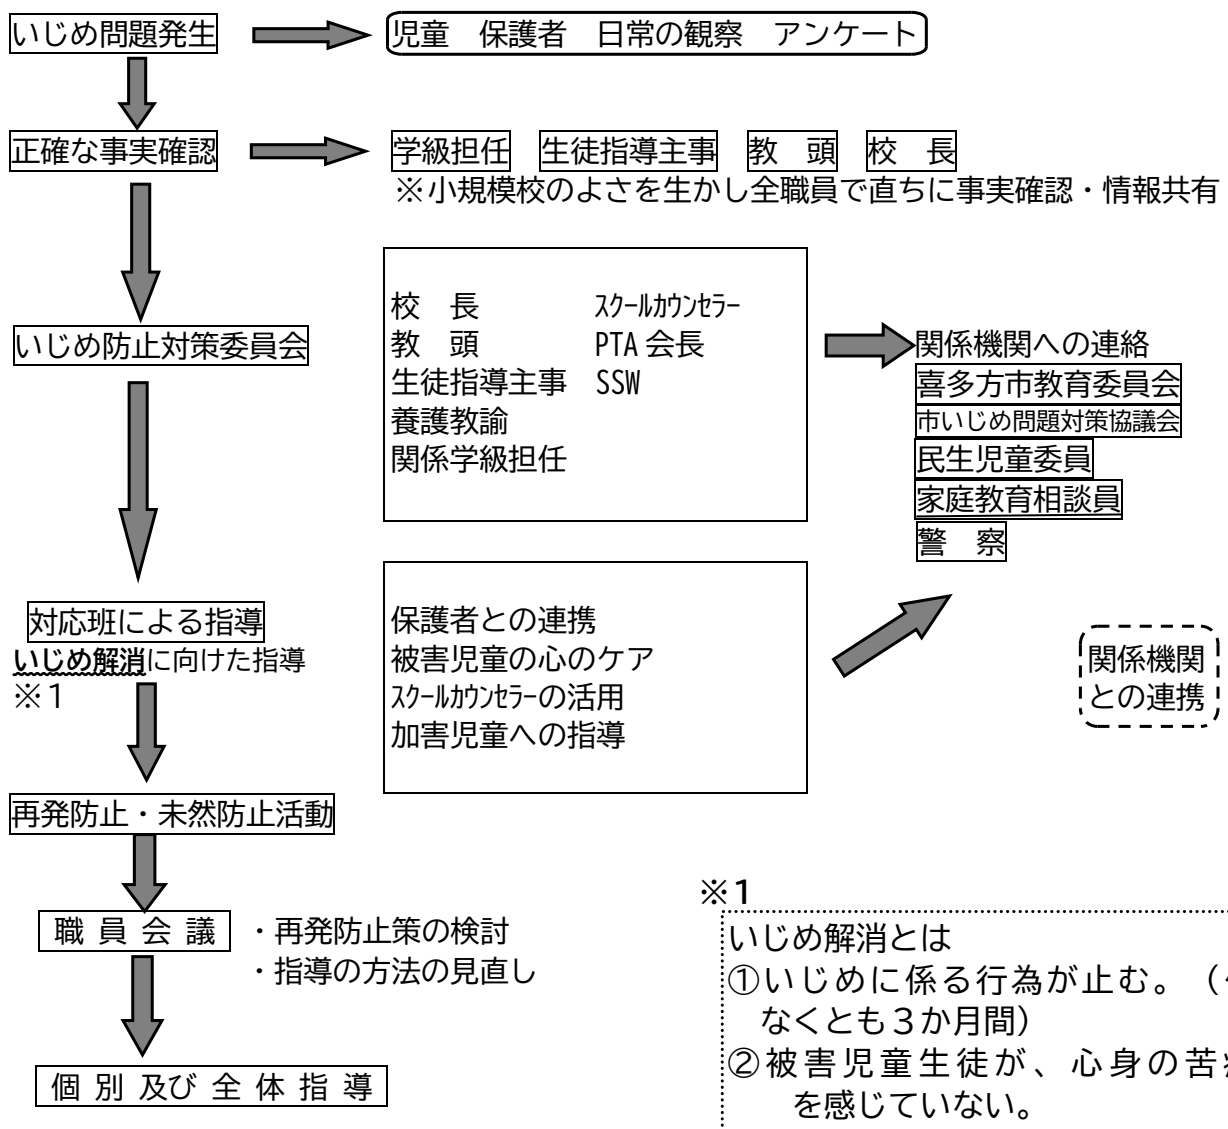 いじめ問題発生
児童　保護者　日常の観察　アンケート
正確な事実確認
学級担任　生徒指導主事　教　頭　校　長
※小規模校のよさを生かし全職員で直ちに事実確認・情報共有
いじめ防止対策委員会
校　長　スクールカウンセラー
教　頭　PTA 会長
生徒指導主事　SSW
養護教諭
関係学級担任
関係機関への連絡
喜多方市教育委員会
市いじめ問題対策協議会
民生児童委員
家庭教育相談員
警　察
対応班による指導
いじめ解消に向けた指導
※１
保護者との連携
被害児童の心のケア
スクールカウンセラーの活用
加害児童への指導
関係機関
との連携
再発防止・未然防止活動
職 員 会 議
・再発防止策の検討
・指導の方法の見直し
個 別 及び 全 体 指 導
※１
いじめ解消とは
①いじめに係る行為が止む。（
なくとも３か月間）
②被害児童生徒が、心身の苦
を感じていない。